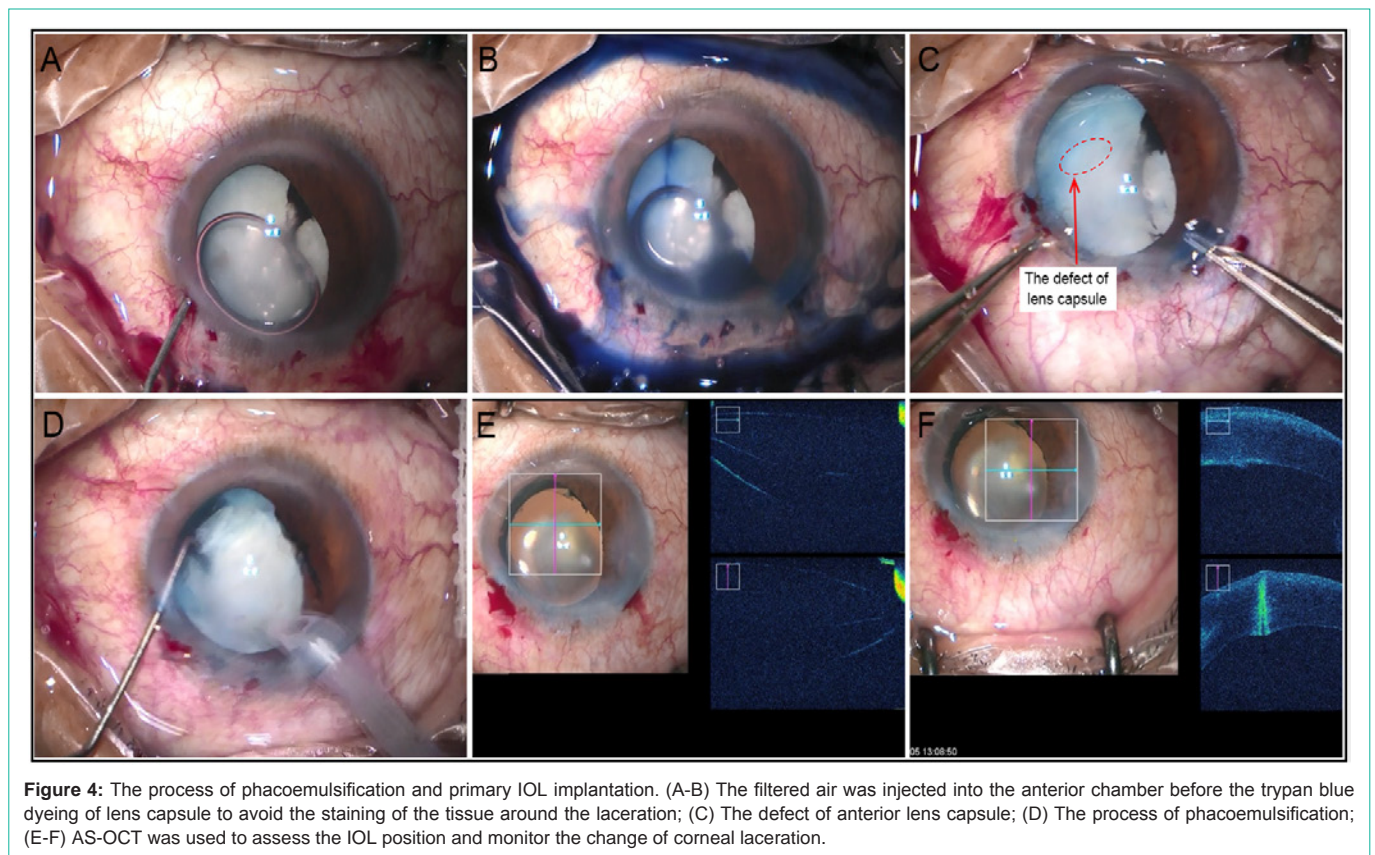 A
B
C
The defect of
lens capsule
D
E
F
05 13:08:50
Figure 4: The process of phacoemulsification and primary IOL implantation. (A-B) The filtered air was injected into the anterior chamber before the trypan blue
dyeing of lens capsule to avoid the staining of the tissue around the laceration; (C) The defect of anterior lens capsule; (D) The process of phacoemulsification;
(E-F) AS-OCT was used to assess the IOL position and monitor the change of corneal laceration.